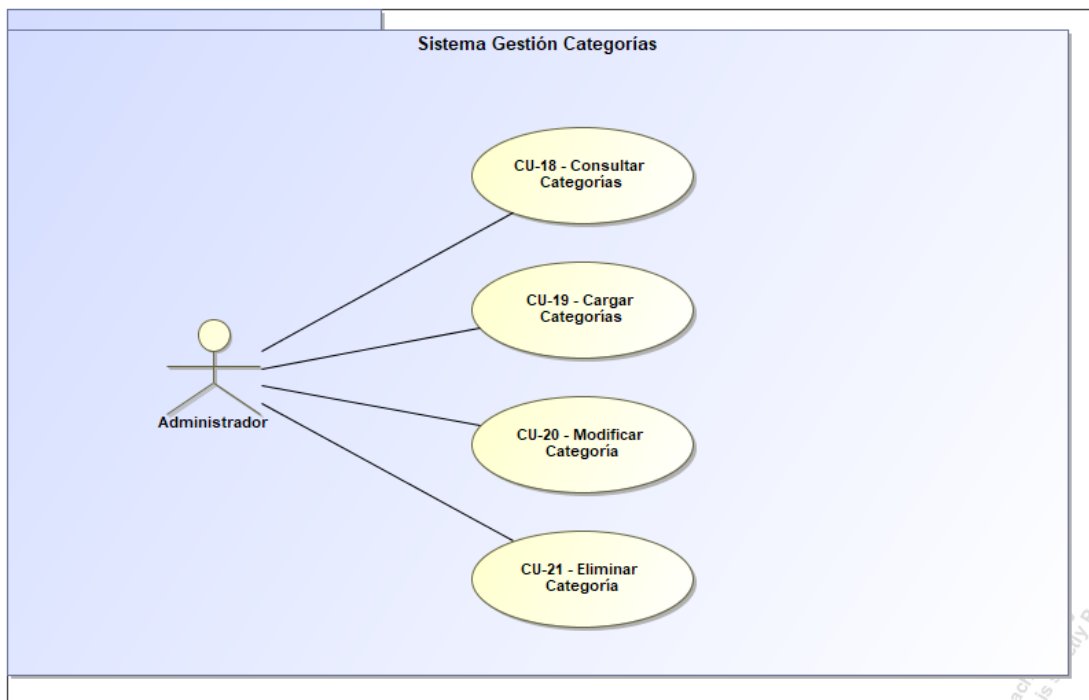 Sistema Gestión Categorías
CU-18 - Consultar
Categorías
CU-19 - Cargar
Categorías
Administrador
CU-20 - Modificar
Categoría
CU-21 - Eliminar
Categoría
is